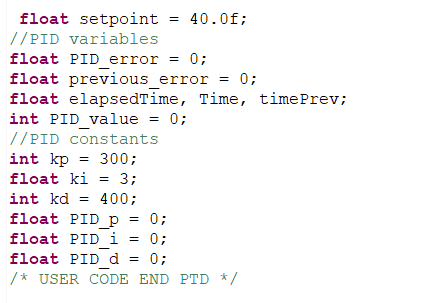 float setpoint = 40.0f;
//PID variables
float PID_error = 0;
float previous_error = 0;
float elapsedTime, Time, timePrev;
int PID_value = 0;
//PID constants
int kp = 300;
float ki = 3;
int kd = 400;
float PID_p = 0;
float PID_i = 0;
float PID_d = 0;
/* USER CODE END PTD */